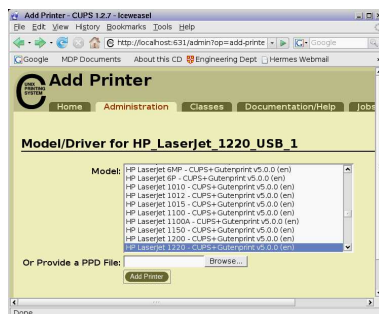 Add Printer - CUPS 1.2.7 - Iceweasel
File Edit View History Bookmarks Tools Help
http://localhost:631/admin?op=add-printe
Google
Google MDP Documents About this CD Engineering Dept Hermes Webmail
UNIX PRINTING SYSTEM
Add Printer
Home Administration Classes Documentation/Help Jobs
Model/Driver for HP_LaserJet_1220_USB_1
Model:
HP LaserJet 6MP - CUPS+Gutenprint v5.0.0 (en)
HP LaserJet 6P - CUPS+Gutenprint v5.0.0 (en)
HP LaserJet 1010 - CUPS+Gutenprint v5.0.0 (en)
HP LaserJet 1012 - CUPS+Gutenprint v5.0.0 (en)
HP LaserJet 1015 - CUPS+Gutenprint v5.0.0 (en)
HP LaserJet 1100 - CUPS+Gutenprint v5.0.0 (en)
HP LaserJet 1100A - CUPS+Gutenprint v5.0.0 (en)
HP LaserJet 1150 - CUPS+Gutenprint v5.0.0 (en)
HP LaserJet 1200 - CUPS+Gutenprint v5.0.0 (en)
HP LaserJet 1220 - CUPS+Gutenprint v5.0.0 (en)
Or Provide a PPD File: Browse...
Add Printer
Done